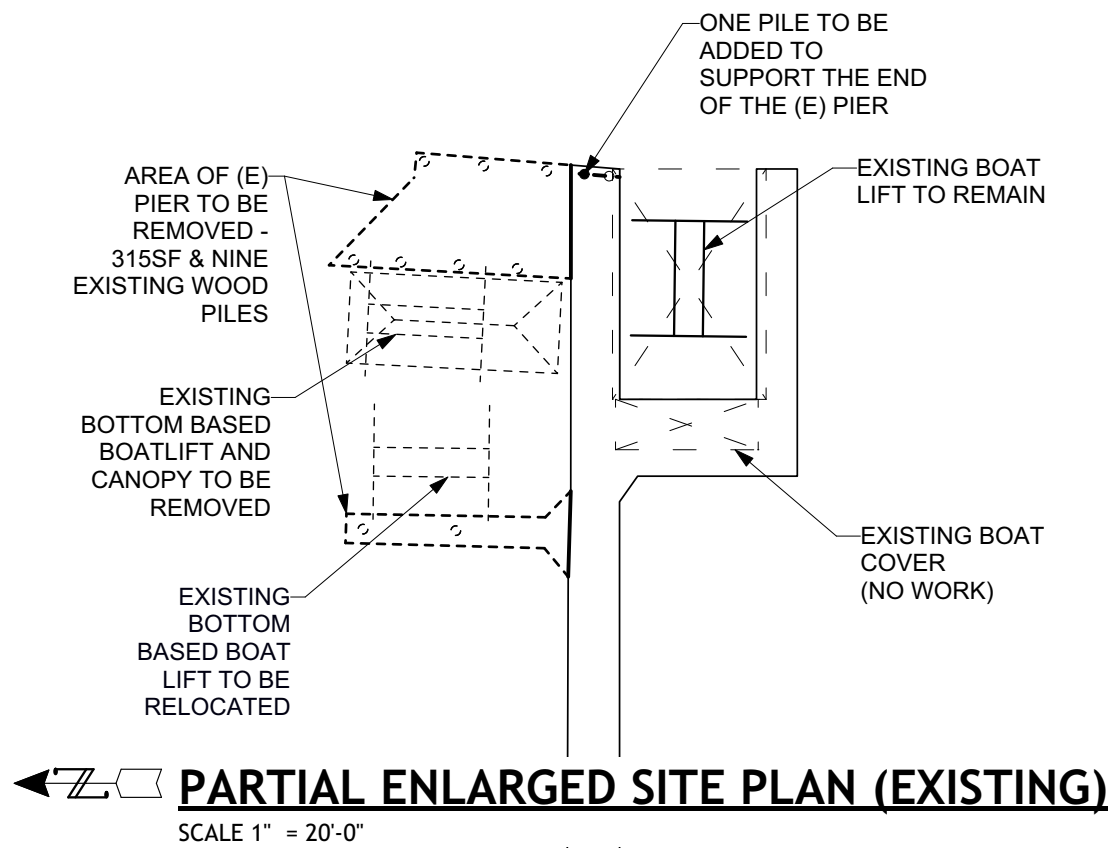 ONE PILE TO BE
ADDED TO
SUPPORT THE END
OF THE (E) PIER
AREA OF (E)
PIER TO BE
REMOVED -
315SF & NINE
EXISTING WOOD
PILES
EXISTING BOAT
LIFT TO REMAIN
EXISTING
BOTTOM BASED
BOATLIFT AND
CANOPY TO BE
REMOVED
EXISTING BOAT
COVER
(NO WORK)
EXISTING
BOTTOM
BASED BOAT
LIFT TO BE
RELOCATED
Z
PARTIAL ENLARGED SITE PLAN (EXISTING)
SCALE 1" = 20'-0"